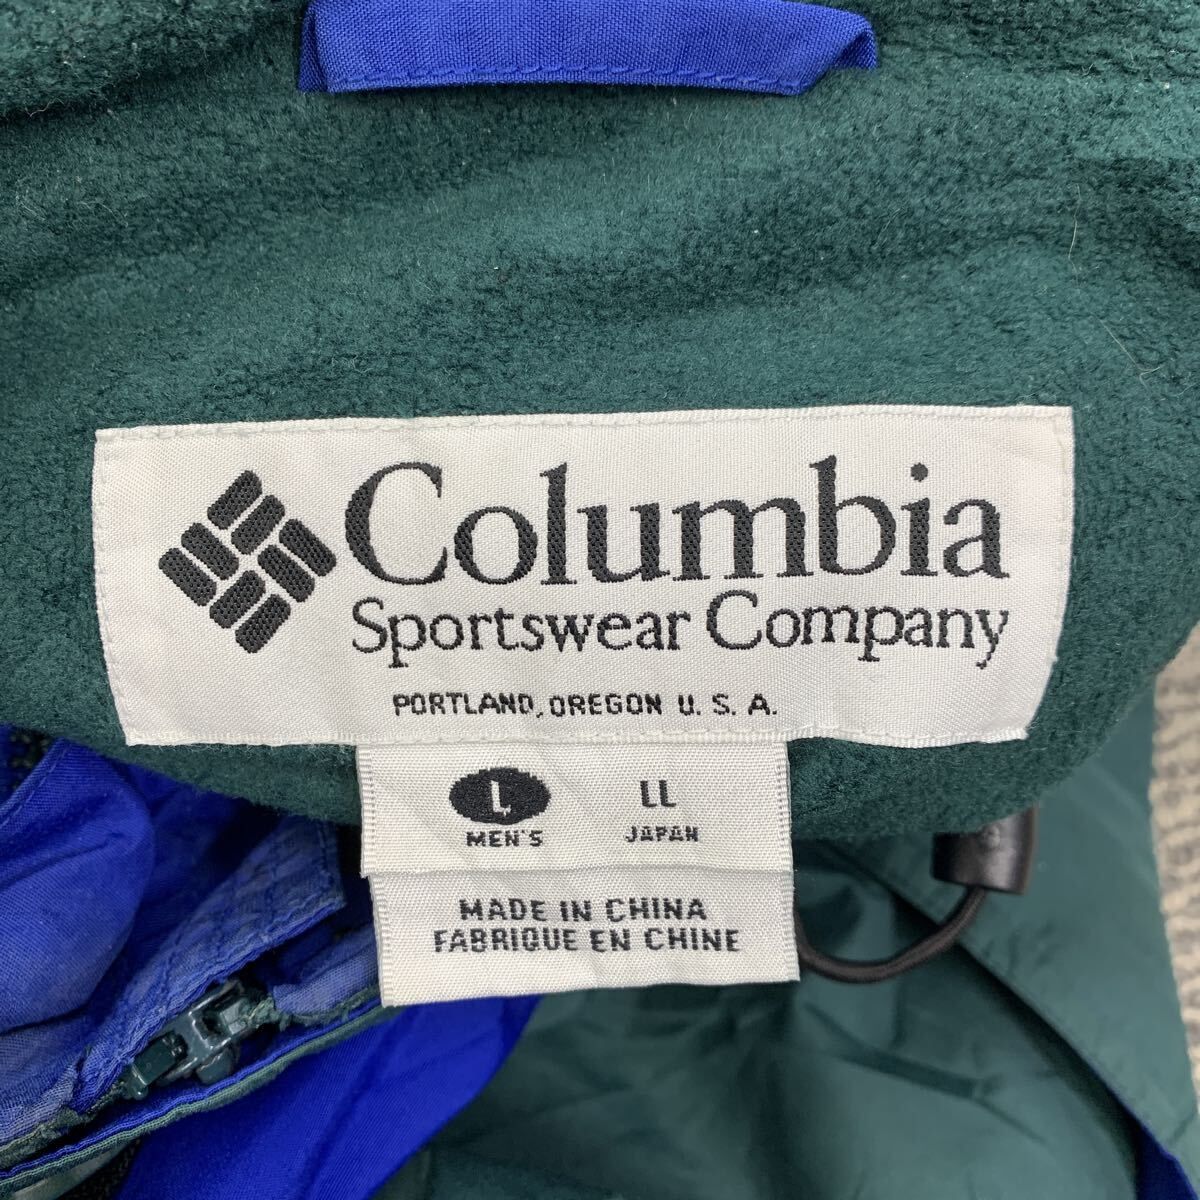 Columbia
Sportswear Company
PORTLAND, OREGON U. S. A.
L LL
MEN'S JAPAN
MADE IN CHINA
FABRIQUE EN CHINE